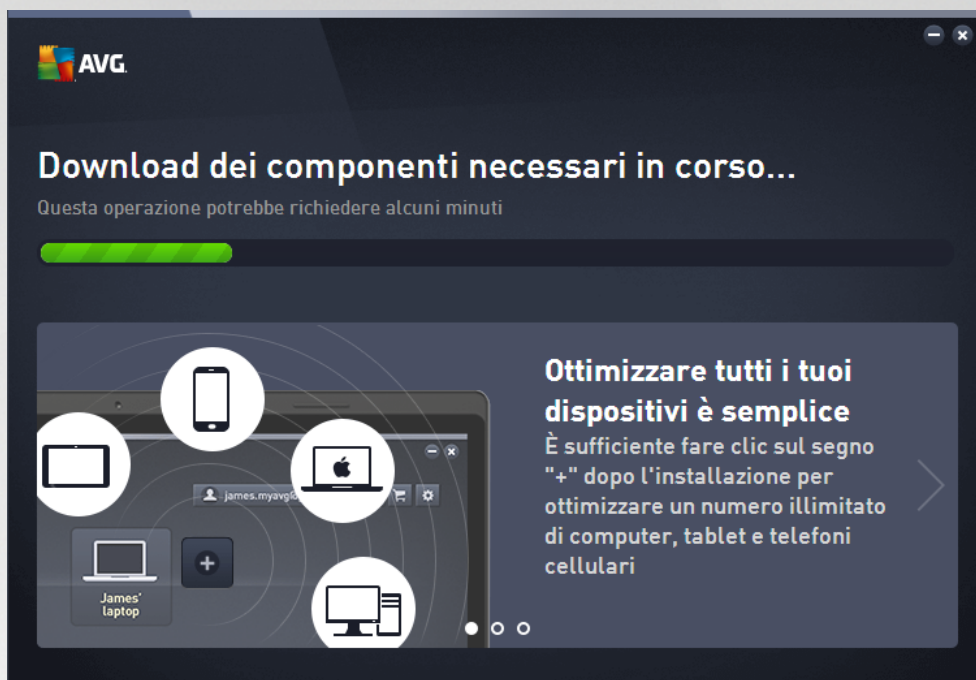 AVG
Download dei componenti necessari in corso...
Questa operazione potrebbe richiedere alcuni minuti
Ottimizzare tutti i tuoi
dispositivi è semplice
È sufficiente fare clic sul segno
"+" dopo l'installazione per
ottimizzare un numero illimitato
di computer, tablet e telefoni
cellulari
James'
laptop